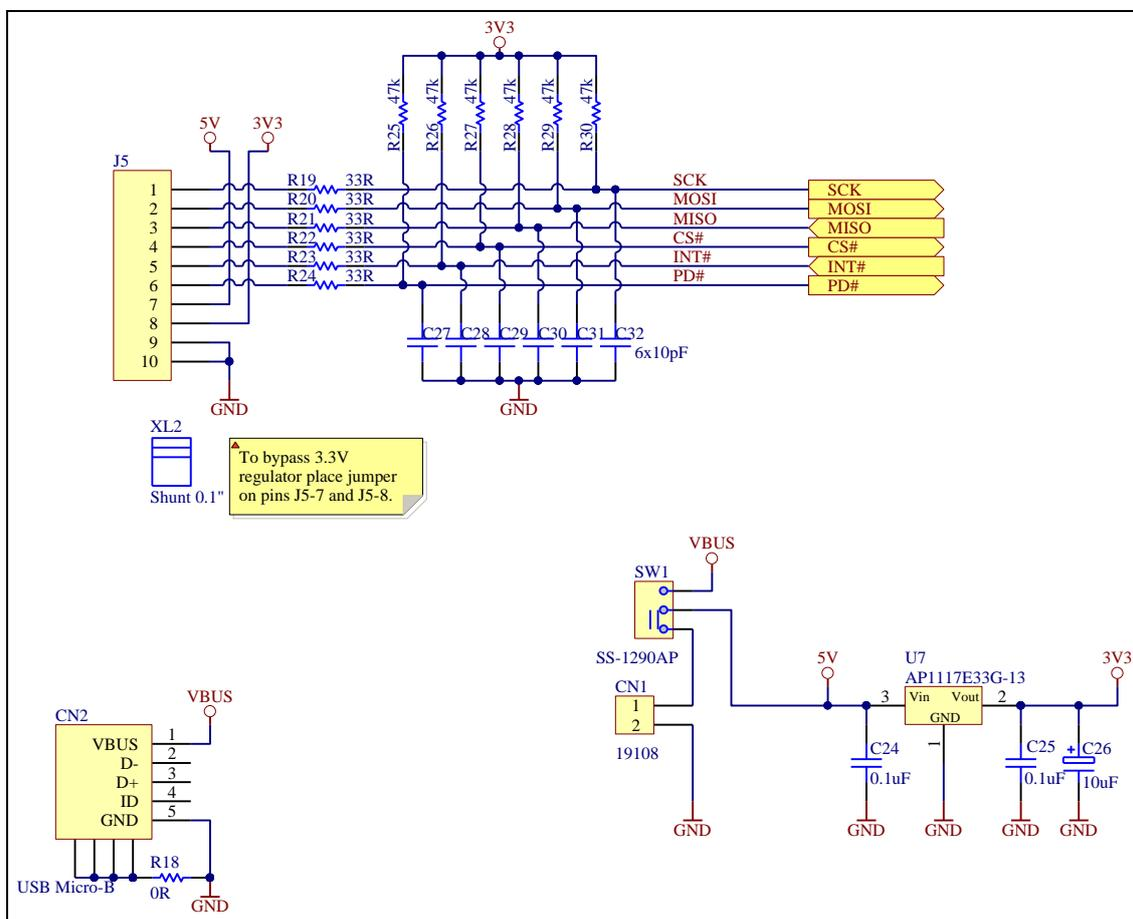 3V3
47k 47k 47k 47k 47k 47k
R25 R26 R27 R28 R29 R30
5V 3V3
J5
1 R19 33R SCK SCK
2 R20 33R MOSI MOSI
3 R21 33R MISO MISO
4 R22 33R CS# CS#
5 R23 33R INT# INT#
6 R24 33R PD# PD#
7
8
9
10
C27 C28 C29 C30 C31 C32
6x10pF
GND GND
XL2
Shunt 0.1"
To bypass 3.3V
regulator place jumper
on pins J5-7 and J5-8.
VBUS
SW1
SS-1290AP
CN1
1
2
19108
GND
5V
U7
AP1117E33G-13
3V3
3 Vin Vout 2
GND
1
C24
0.1uF
C25
0.1uF
+
C26
10uF
GND GND GND GND
VBUS
CN2
VBUS 1
D- 2
D+ 3
ID 4
GND 5
USB Micro-B
R18
0R
GND